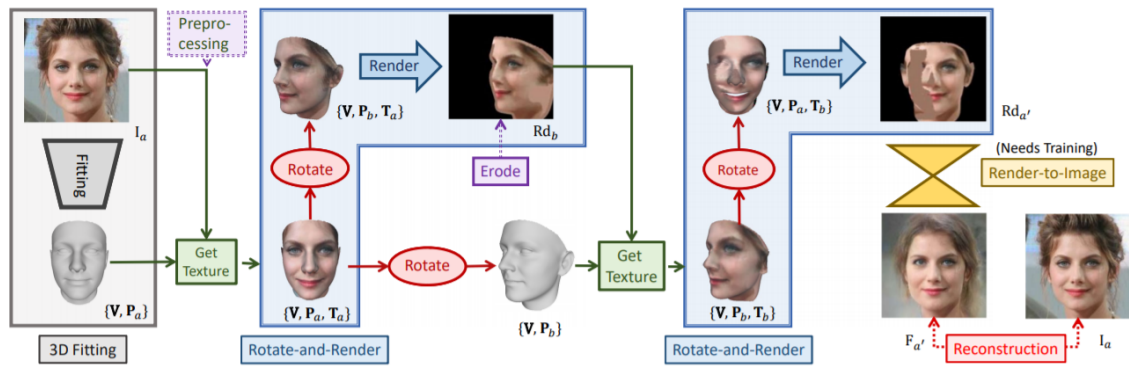 Prepro-
cessing
I_a
Fitting
{V, P_a}
3D Fitting
Get
Texture
Render
{V, P_b, T_a}
Rd_b
Rotate
Erode
{V, P_a, T_a}
Rotate
{V, P_b}
Rotate-and-Render
Get
Texture
Render
{V, P_a, T_b}
Rd_a′
Rotate
{V, P_b, T_b}
Rotate-and-Render
(Needs Training)
Render-to-Image
F_a′
Reconstruction
I_a